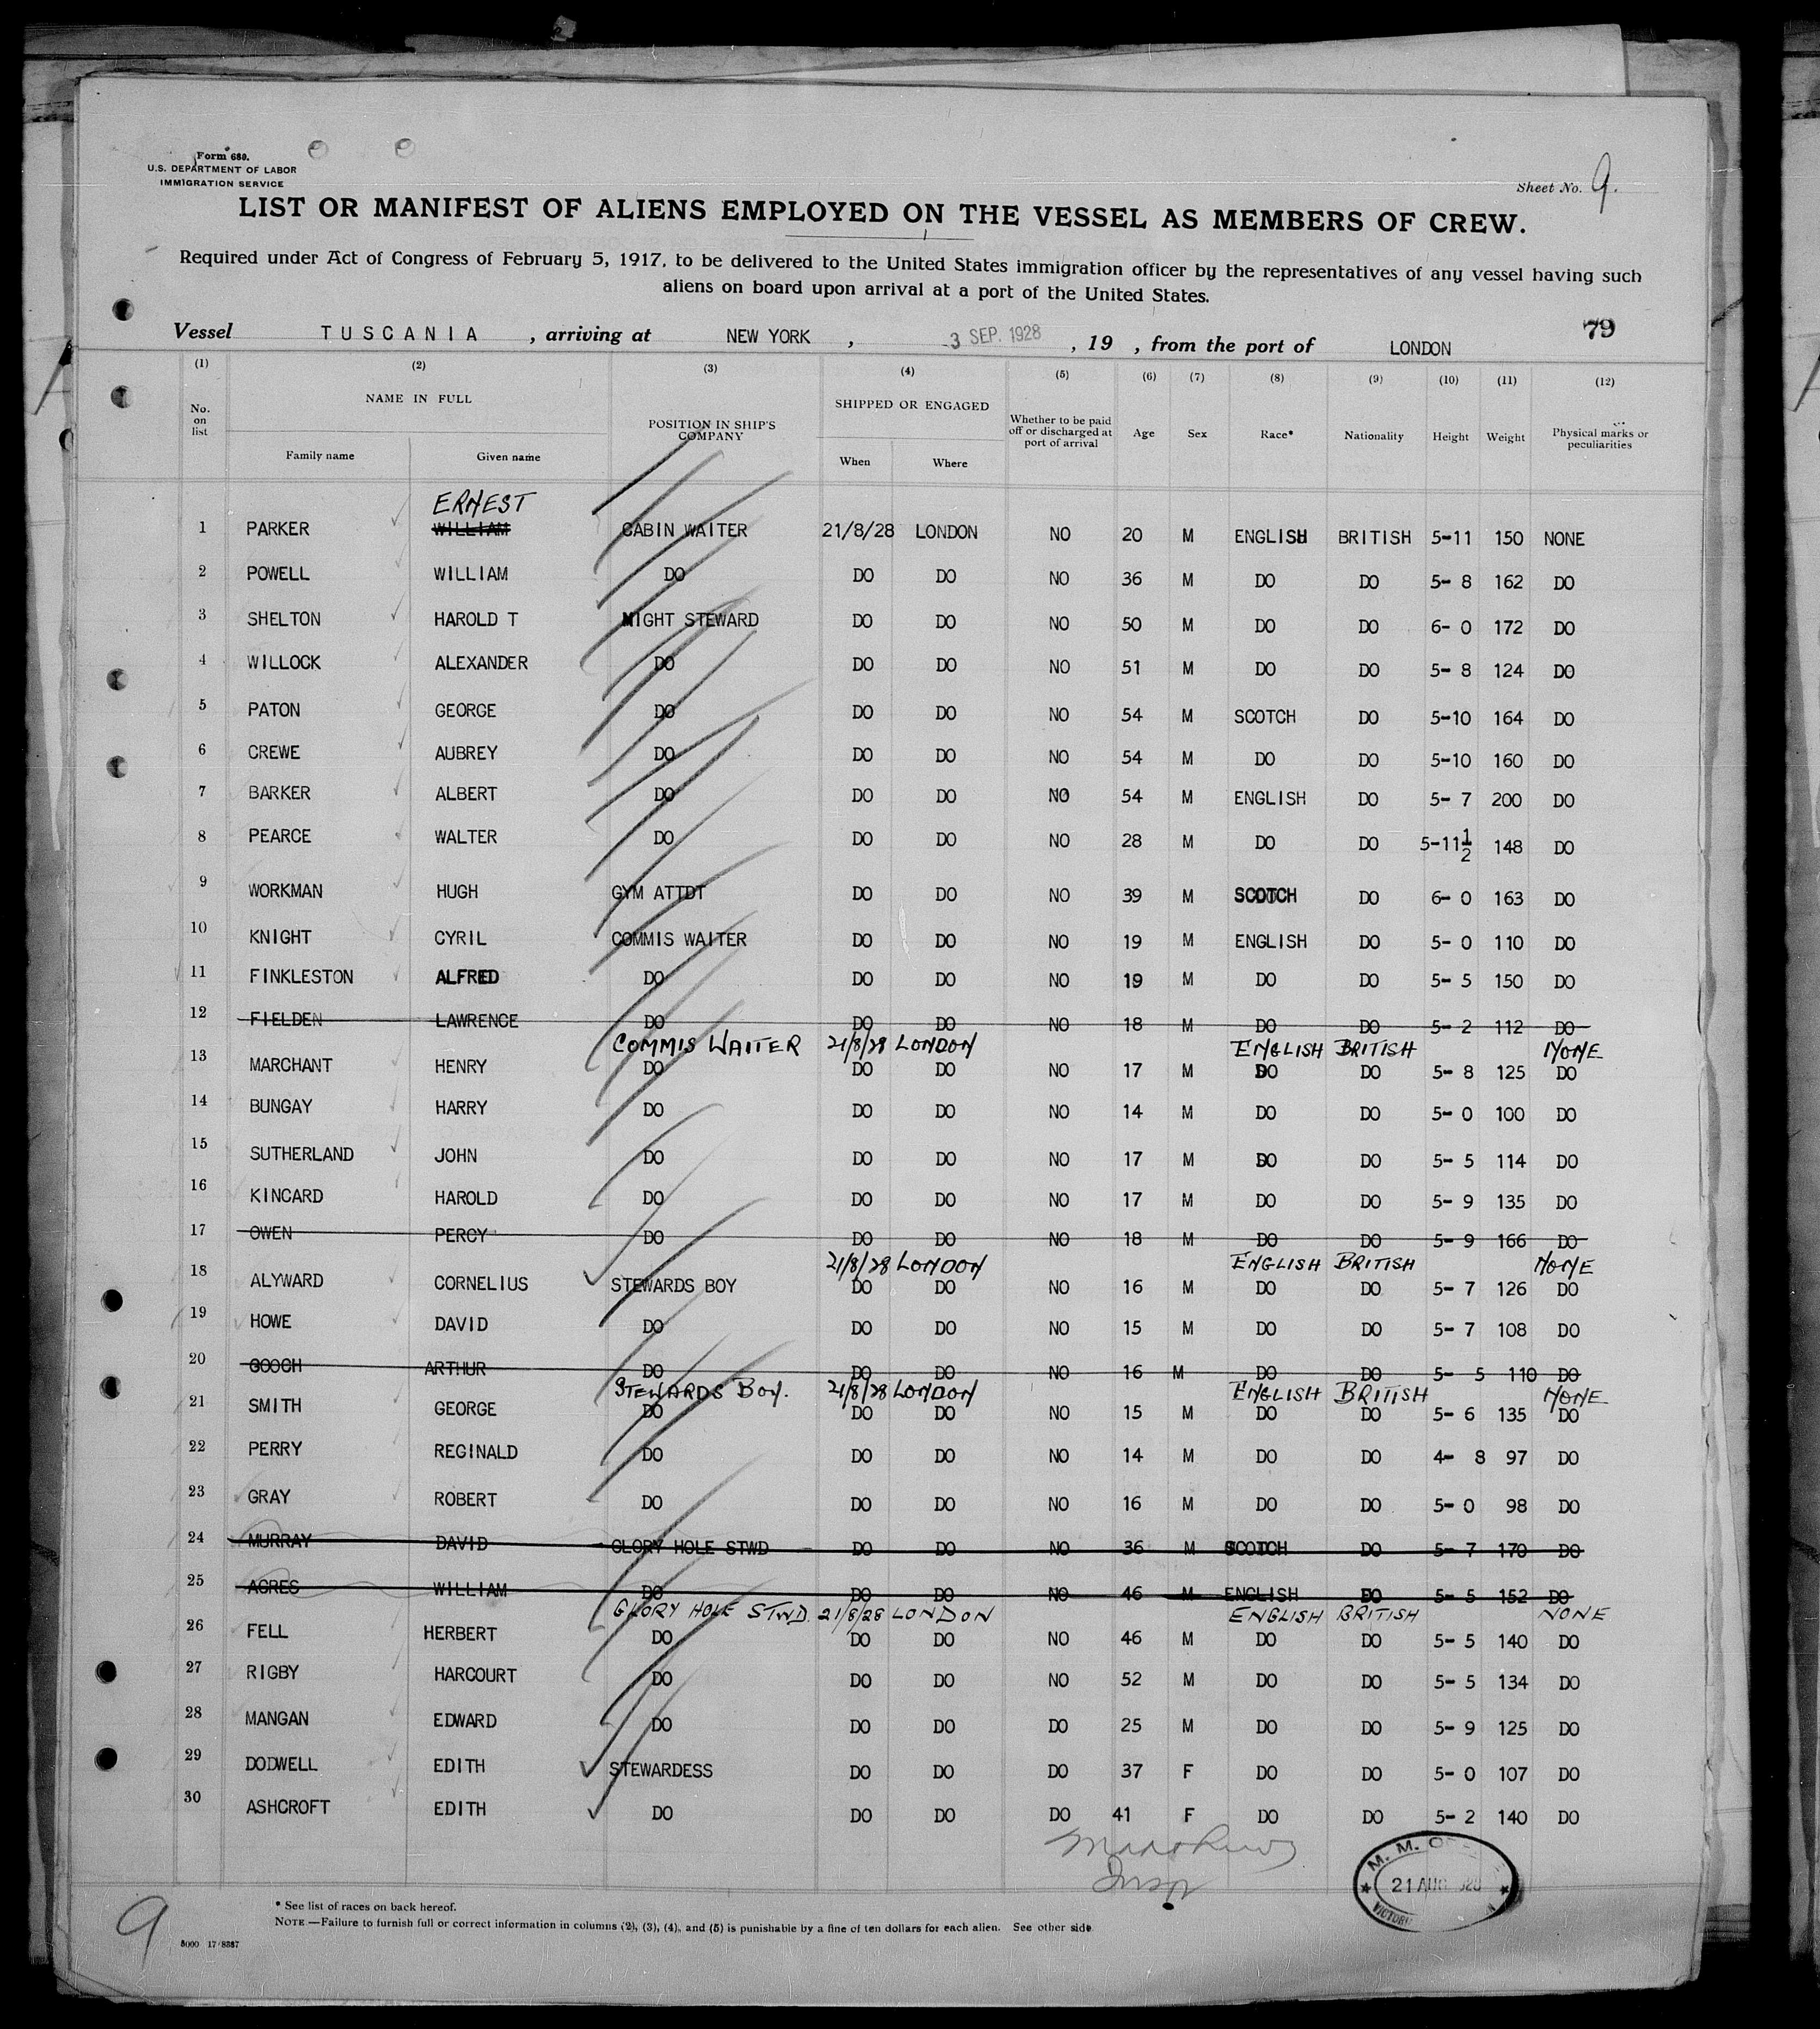 Form 680.
U.S. DEPARTMENT OF LABOR
IMMIGRATION SERVICE
Sheet No. 9.
LIST OR MANIFEST OF ALIENS EMPLOYED ON THE VESSEL AS MEMBERS OF CREW.
Required under Act of Congress of February 5, 1917, to be delivered to the United States immigration officer by the representatives of any vessel having such
aliens on board upon arrival at a port of the United States.
79
Vessel TUSCANIA , arriving at NEW YORK , 3 SEP. 1928 , 19 , from the port of LONDON
(1) (2) (3) (4) (5) (6) (7) (8) (9) (10) (11) (12)
No. on list NAME IN FULL POSITION IN SHIP'S COMPANY SHIPPED OR ENGAGED Whether to be paid off or discharged at port of arrival Age Sex Race* Nationality Height Weight Physical marks or peculiarities
Family name Given name When Where
ERNEST
1 PARKER WILLIAM CABIN WAITER 21/8/28 LONDON NO 20 M ENGLISH BRITISH 5-11 150 NONE
2 POWELL WILLIAM DO DO DO NO 36 M DO DO 5- 8 162 DO
3 SHELTON HAROLD T NIGHT STEWARD DO DO NO 50 M DO DO 6- 0 172 DO
4 WILLOCK ALEXANDER DO DO DO NO 51 M DO DO 5- 8 124 DO
5 PATON GEORGE DO DO DO NO 54 M SCOTCH DO 5-10 164 DO
6 CREWE AUBREY DO DO DO NO 54 M DO DO 5-10 160 DO
7 BARKER ALBERT DO DO DO NO 54 M ENGLISH DO 5- 7 200 DO
8 PEARCE WALTER DO DO DO NO 28 M DO DO 5-11½ 148 DO
9 WORKMAN HUGH GYM ATTDT DO DO NO 39 M SCOTCH DO 6- 0 163 DO
10 KNIGHT CYRIL COMMIS WAITER DO DO NO 19 M ENGLISH DO 5- 0 110 DO
11 FINKLESTON ALFRED DO DO DO NO 19 M DO DO 5- 5 150 DO
12 FIELDEN LAWRENCE DO DO DO NO 18 M DO DO 5- 2 112 DO
COMMIS WAITER 21/8/28 LONDON ENGLISH BRITISH NONE
13 MARCHANT HENRY DO DO DO NO 17 M DO DO 5- 8 125 DO
14 BUNGAY HARRY DO DO DO NO 14 M DO DO 5- 0 100 DO
15 SUTHERLAND JOHN DO DO DO NO 17 M DO DO 5- 5 114 DO
16 KINCARD HAROLD DO DO DO NO 17 M DO DO 5- 9 135 DO
17 OWEN PERCY DO DO DO NO 18 M DO DO 5- 9 166 DO
21/8/28 LONDON ENGLISH BRITISH NONE
18 ALYWARD CORNELIUS STEWARDS BOY DO DO NO 16 M DO DO 5- 7 126 DO
19 HOWE DAVID DO DO DO NO 15 M DO DO 5- 7 108 DO
20 GOOCH ARTHUR DO DO DO NO 16 M DO DO 5- 5 110 DO
STEWARDS BOY. 21/8/28 LONDON ENGLISH BRITISH NONE
21 SMITH GEORGE DO DO DO NO 15 M DO DO 5- 6 135 DO
22 PERRY REGINALD DO DO DO NO 14 M DO DO 4- 8 97 DO
23 GRAY ROBERT DO DO DO NO 16 M DO DO 5- 0 98 DO
24 MURRAY DAVID GLORY HOLE STWD DO DO NO 36 M SCOTCH DO 5- 7 170 DO
25 ACRES WILLIAM DO DO DO NO 46 M ENGLISH DO 5- 5 152 DO
GLORY HOLE STWD. 21/8/28 LONDON ENGLISH BRITISH NONE
26 FELL HERBERT DO DO DO NO 46 M DO DO 5- 5 140 DO
27 RIGBY HARCOURT DO DO DO NO 52 M DO DO 5- 5 134 DO
28 MANGAN EDWARD DO DO DO DO 25 M DO DO 5- 9 125 DO
29 DODWELL EDITH STEWARDESS DO DO DO 37 F DO DO 5- 0 107 DO
30 ASHCROFT EDITH DO DO DO DO 41 F DO DO 5- 2 140 DO
Insp
M. M. O
21 AUG
* See list of races on back hereof.
NOTE.—Failure to furnish full or correct information in columns (2), (3), (4), and (5) is punishable by a fine of ten dollars for each alien. See other side
9
5000 17/8387